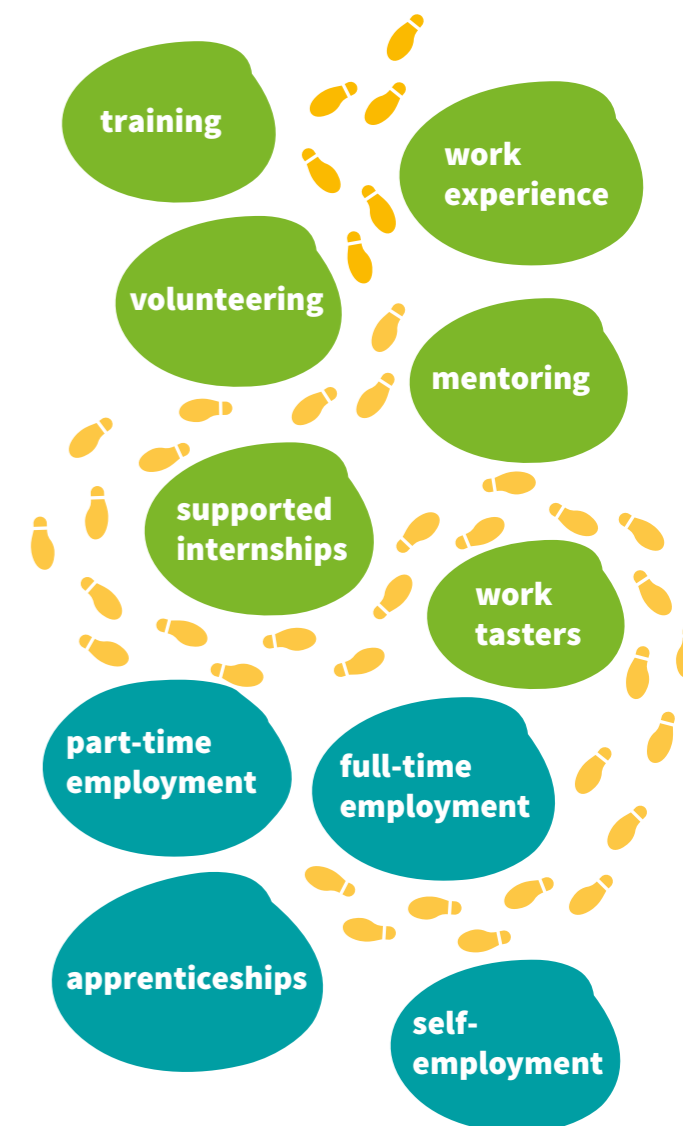 training
work
experience
volunteering
mentoring
supported
internships
work
tasters
part-time
employment
full-time
employment
apprenticeships
self-
employment